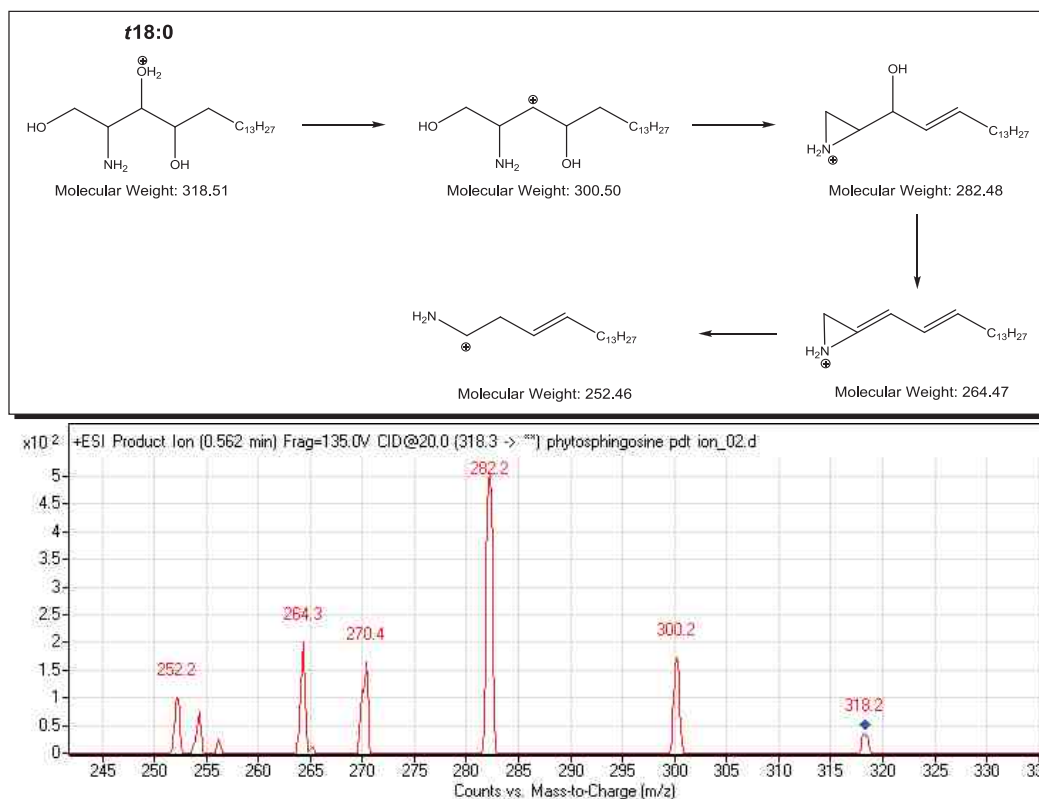 t18:0
⊕
OH2
HO
NH2
OH
C13H27
Molecular Weight: 318.51
HO
⊕
NH2
OH
C13H27
Molecular Weight: 300.50
OH
H2N
⊕
C13H27
Molecular Weight: 282.48
H2N
⊕
C13H27
Molecular Weight: 252.46
H2N
⊕
C13H27
Molecular Weight: 264.47
x10 2 +ESI Product Ion (0.562 min) Frag=135.0V CID@20.0 (318.3 -> **) phytosphingosine pdt ion_02.d
5
4.5
4
3.5
3
2.5
2
1.5
1
0.5
0
252.2
264.3
270.4
282.2
300.2
318.2
245 250 255 260 265 270 275 280 285 290 295 300 305 310 315 320 325 330 33
Counts vs. Mass-to-Charge (m/z)